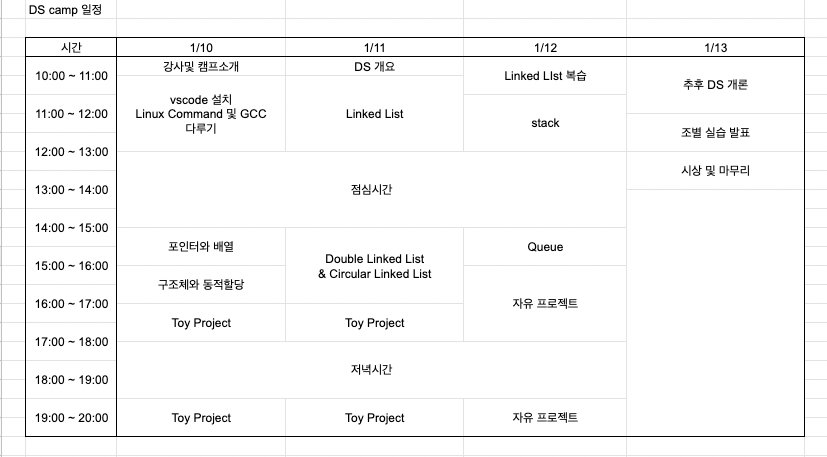 DS camp 일정
시간 1/10 1/11 1/12 1/13
10:00 ~ 11:00 강사및 캠프소개 DS 개요 Linked LIst 복습 추후 DS 개론
11:00 ~ 12:00 vscode 설치 Linked List stack 조별 실습 발표
Linux Command 및 GCC
다루기
12:00 ~ 13:00 시상 및 마무리
13:00 ~ 14:00 점심시간
14:00 ~ 15:00 포인터와 배열 Double Linked List Queue
& Circular Linked List
15:00 ~ 16:00 구조체와 동적할당
16:00 ~ 17:00 Toy Project Toy Project 자유 프로젝트
17:00 ~ 18:00 저녁시간
18:00 ~ 19:00
19:00 ~ 20:00 Toy Project Toy Project 자유 프로젝트